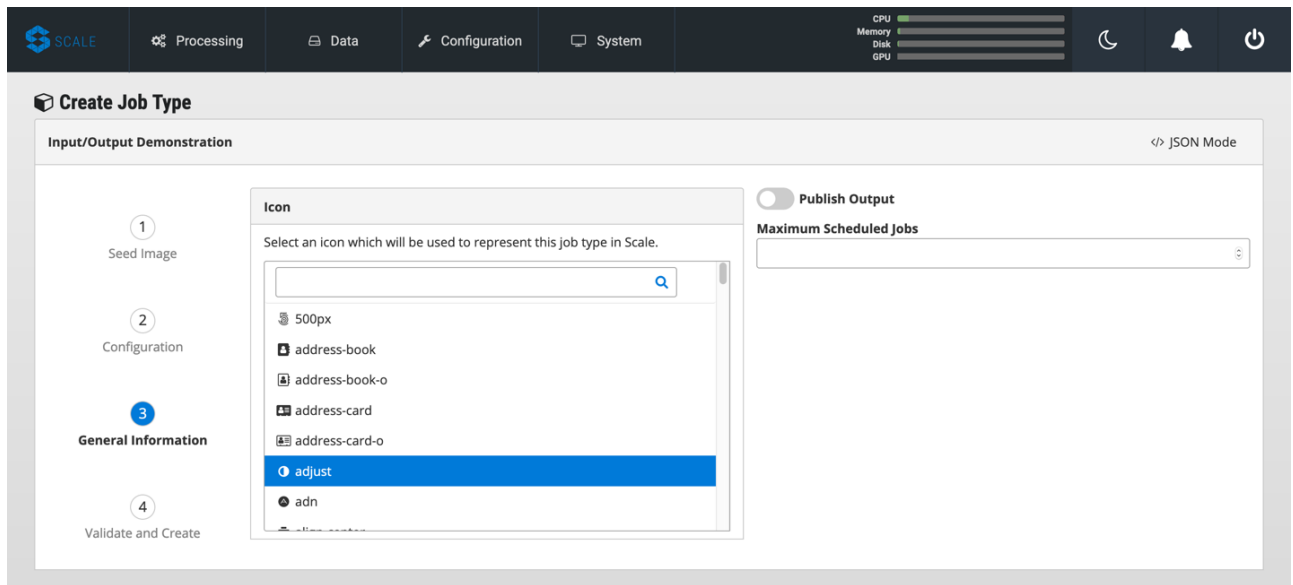 SCALE
Processing
Data
Configuration
System
CPU
Memory
Disk
GPU
Create Job Type
Input/Output Demonstration
</> JSON Mode
1
Seed Image
2
Configuration
3
General Information
4
Validate and Create
Icon
Select an icon which will be used to represent this job type in Scale.
500px
address-book
address-book-o
address-card
address-card-o
adjust
adn
align-center
Publish Output
Maximum Scheduled Jobs